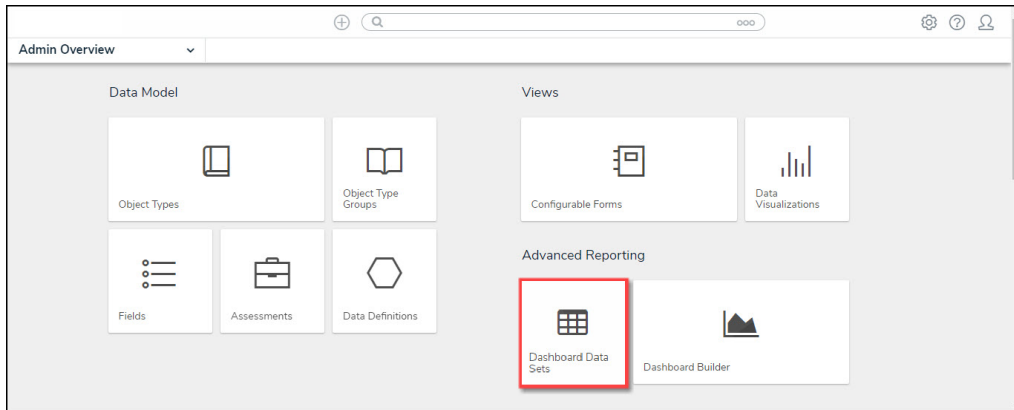 Admin Overview
Data Model
Object Types
Object Type
Groups
Fields
Assessments
Data Definitions
Views
Configurable Forms
Data
Visualizations
Advanced Reporting
Dashboard Data
Sets
Dashboard Builder